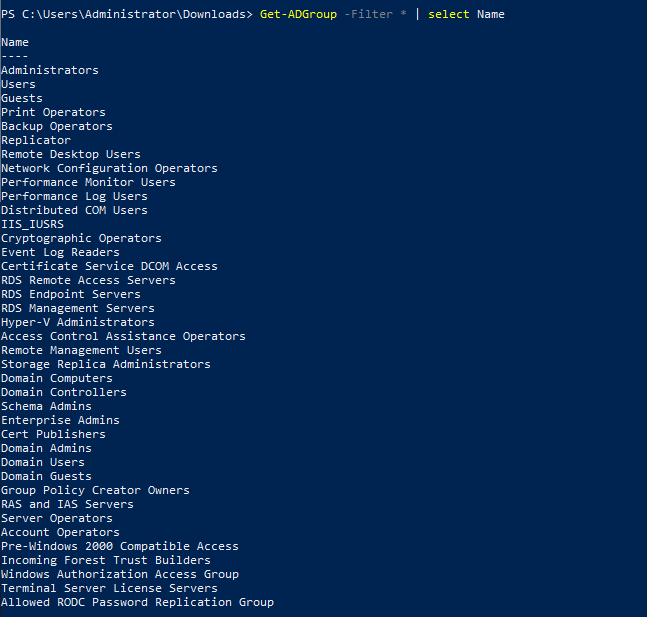 PS C:\Users\Administrator\Downloads> Get-ADGroup -Filter * | select Name
Name
----
Administrators
Users
Guests
Print Operators
Backup Operators
Replicator
Remote Desktop Users
Network Configuration Operators
Performance Monitor Users
Performance Log Users
Distributed COM Users
IIS_IUSRS
Cryptographic Operators
Event Log Readers
Certificate Service DCOM Access
RDS Remote Access Servers
RDS Endpoint Servers
RDS Management Servers
Hyper-V Administrators
Access Control Assistance Operators
Remote Management Users
Storage Replica Administrators
Domain Computers
Domain Controllers
Schema Admins
Enterprise Admins
Cert Publishers
Domain Admins
Domain Users
Domain Guests
Group Policy Creator Owners
RAS and IAS Servers
Server Operators
Account Operators
Pre-Windows 2000 Compatible Access
Incoming Forest Trust Builders
Windows Authorization Access Group
Terminal Server License Servers
Allowed RODC Password Replication Group